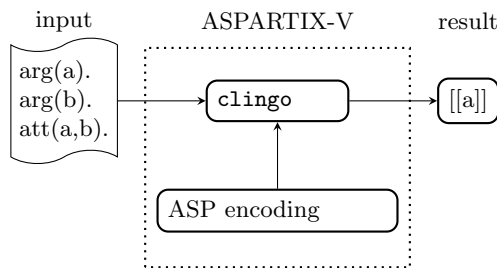 input
ASPARTIX-V
result
arg(a).
arg(b).
att(a,b).
clingo
[[a]]
ASP encoding